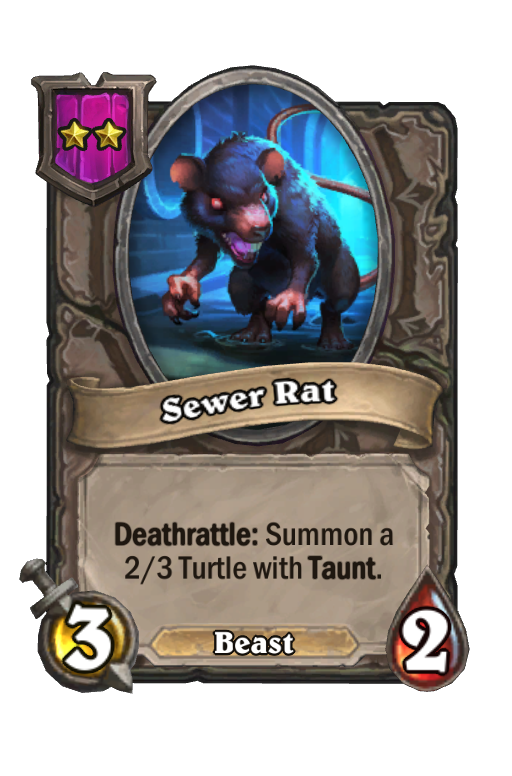 Sewer Rat
Deathrattle: Summon a
2/3 Turtle with Taunt.
3
Beast
2